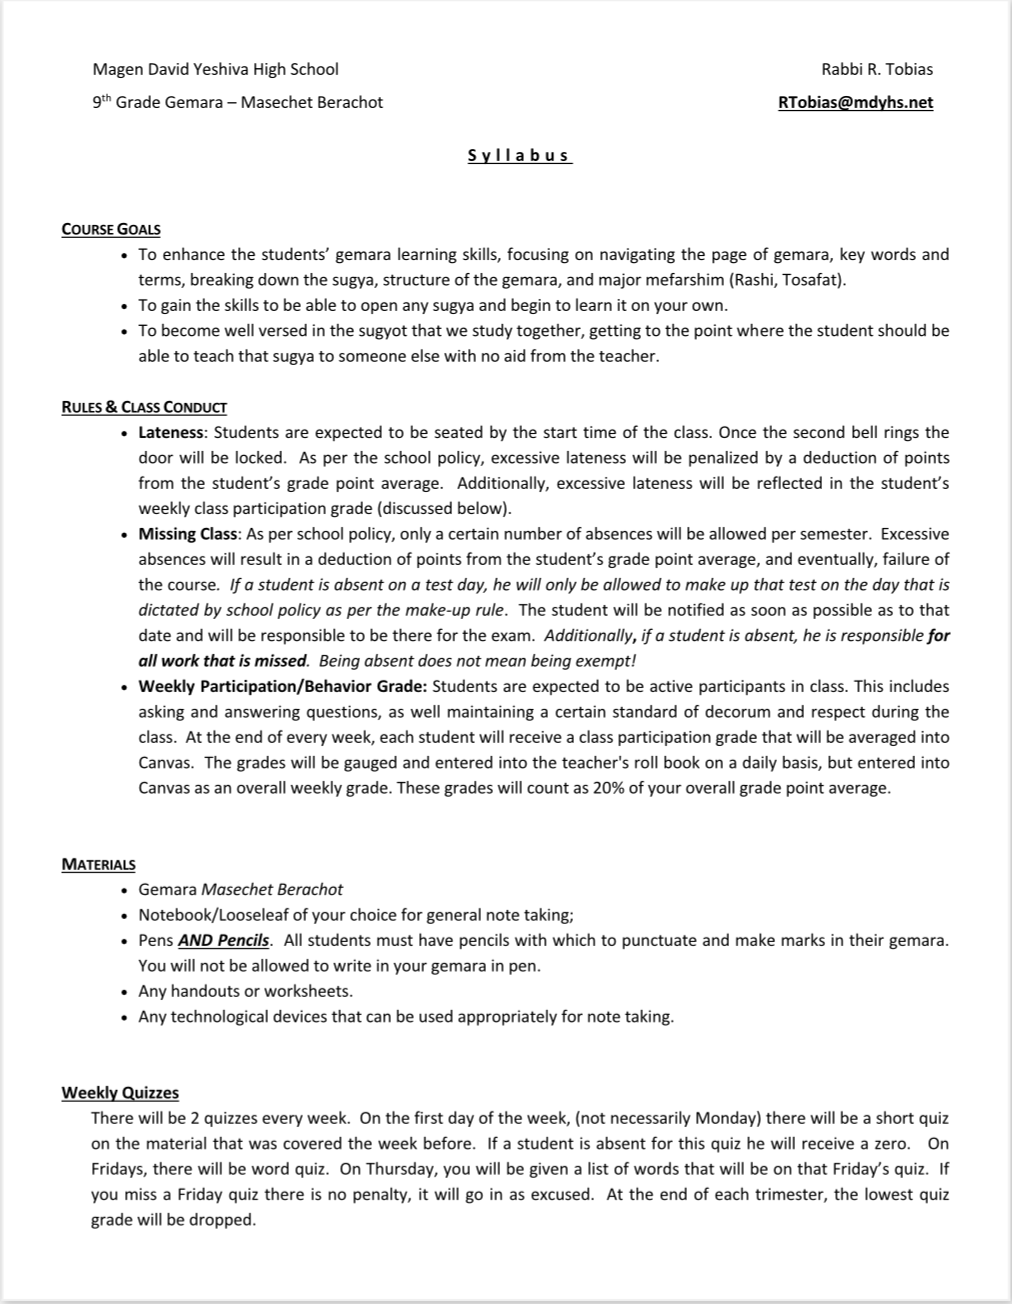 Magen David Yeshiva High School
Rabbi R. Tobias
9th Grade Gemara – Masechet Berachot
RTobias@mdyhs.net
Syllabus
COURSE GOALS
• To enhance the students' gemara learning skills, focusing on navigating the page of gemara, key words and
terms, breaking down the sugya, structure of the gemara, and major mefarshim (Rashi, Tosafat).
• To gain the skills to be able to open any sugya and begin to learn it on your own.
• To become well versed in the sugyot that we study together, getting to the point where the student should be
able to teach that sugya to someone else with no aid from the teacher.
RULES & CLASS CONDUCT
• Lateness: Students are expected to be seated by the start time of the class. Once the second bell rings the
door will be locked. As per the school policy, excessive lateness will be penalized by a deduction of points
from the student's grade point average. Additionally, excessive lateness will be reflected in the student's
weekly class participation grade (discussed below).
• Missing Class: As per school policy, only a certain number of absences will be allowed per semester. Excessive
absences will result in a deduction of points from the student's grade point average, and eventually, failure of
the course. If a student is absent on a test day, he will only be allowed to make up that test on the day that is
dictated by school policy as per the make-up rule. The student will be notified as soon as possible as to that
date and will be responsible to be there for the exam. Additionally, if a student is absent, he is responsible for
all work that is missed. Being absent does not mean being exempt!
• Weekly Participation/Behavior Grade: Students are expected to be active participants in class. This includes
asking and answering questions, as well maintaining a certain standard of decorum and respect during the
class. At the end of every week, each student will receive a class participation grade that will be averaged into
Canvas. The grades will be gauged and entered into the teacher's roll book on a daily basis, but entered into
Canvas as an overall weekly grade. These grades will count as 20% of your overall grade point average.
MATERIALS
• Gemara Masechet Berachot
• Notebook/Looseleaf of your choice for general note taking;
• Pens AND Pencils. All students must have pencils with which to punctuate and make marks in their gemara.
You will not be allowed to write in your gemara in pen.
• Any handouts or worksheets.
• Any technological devices that can be used appropriately for note taking.
Weekly Quizzes
There will be 2 quizzes every week. On the first day of the week, (not necessarily Monday) there will be a short quiz
on the material that was covered the week before. If a student is absent for this quiz he will receive a zero. On
Fridays, there will be word quiz. On Thursday, you will be given a list of words that will be on that Friday's quiz. If
you miss a Friday quiz there is no penalty, it will go in as excused. At the end of each trimester, the lowest quiz
grade will be dropped.